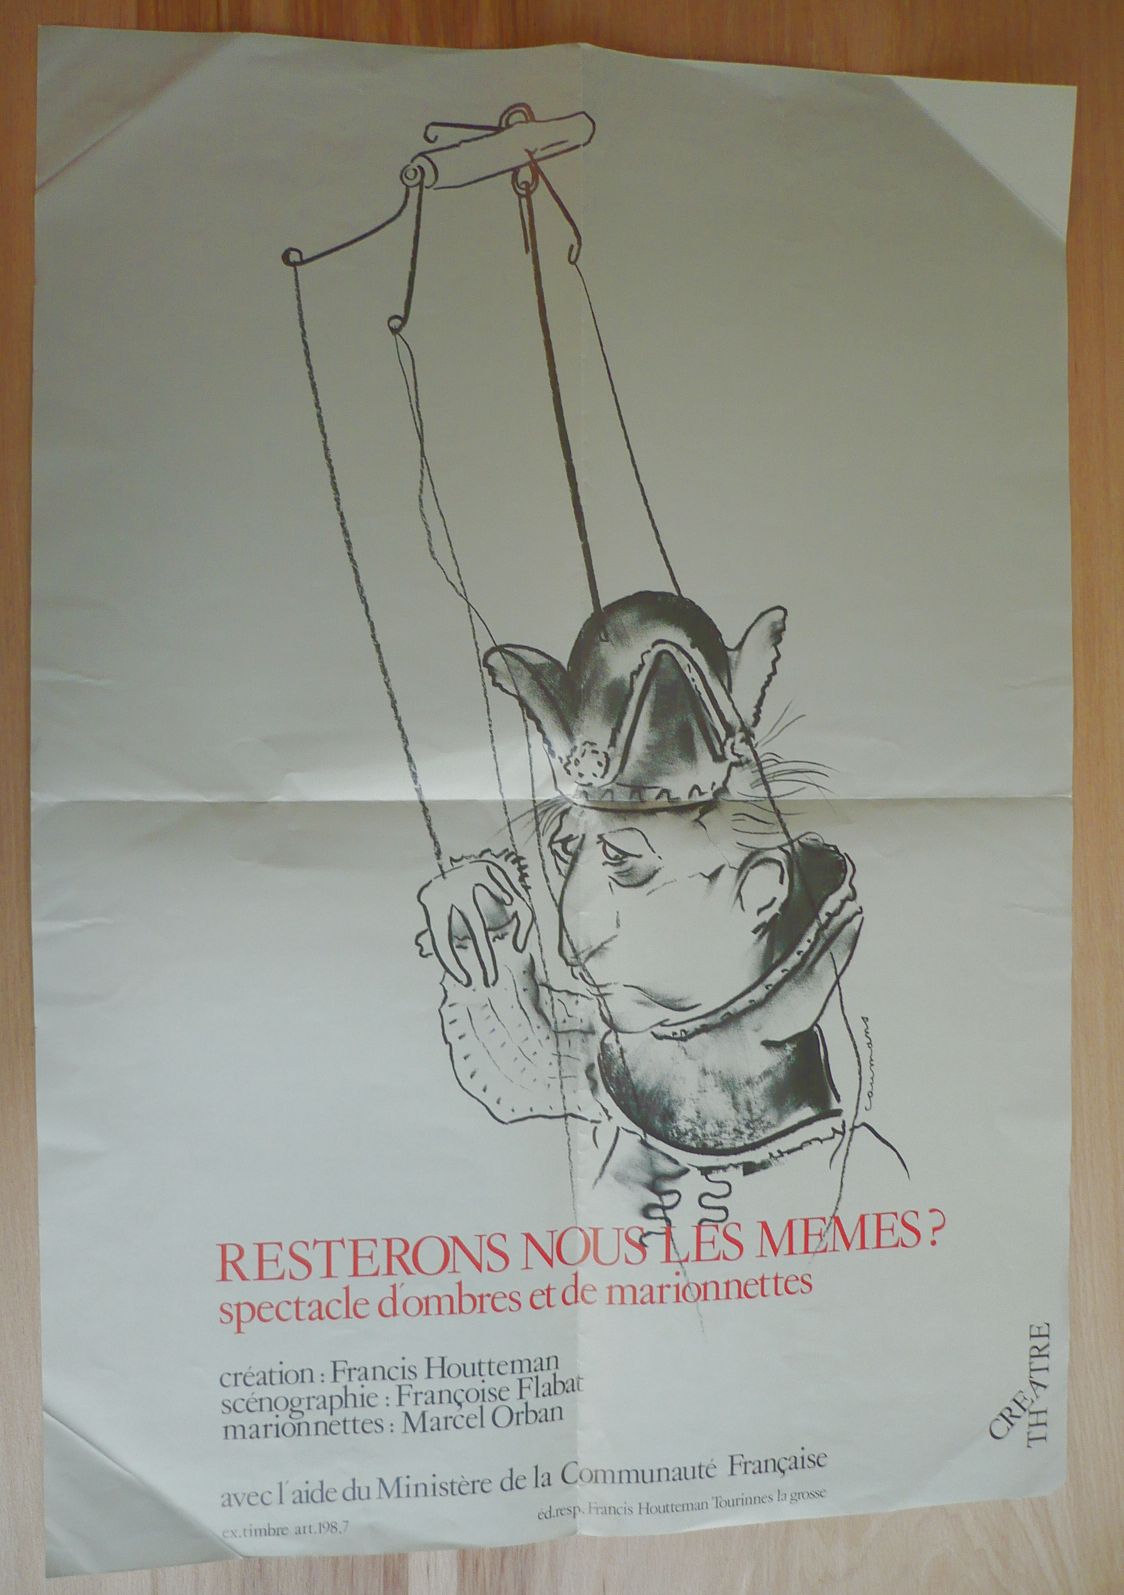 caumans
RESTERONS NOUS LES MEMES?
spectacle d'ombres et de marionnettes
création : Francis Houtteman
scénographie : Françoise Flabat
marionnettes : Marcel Orban
avec l'aide du Ministère de la Communauté Française
éd.resp. Francis Houtteman Tourinnes la grosse
ex.timbre art.198,7
CREA
THEATRE